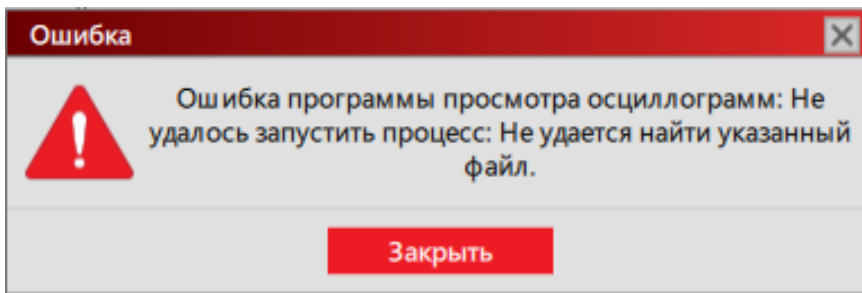 Ошибка
Ошибка программы просмотра осциллограмм: Не
удалось запустить процесс: Не удается найти указанный
файл.
Закрыть